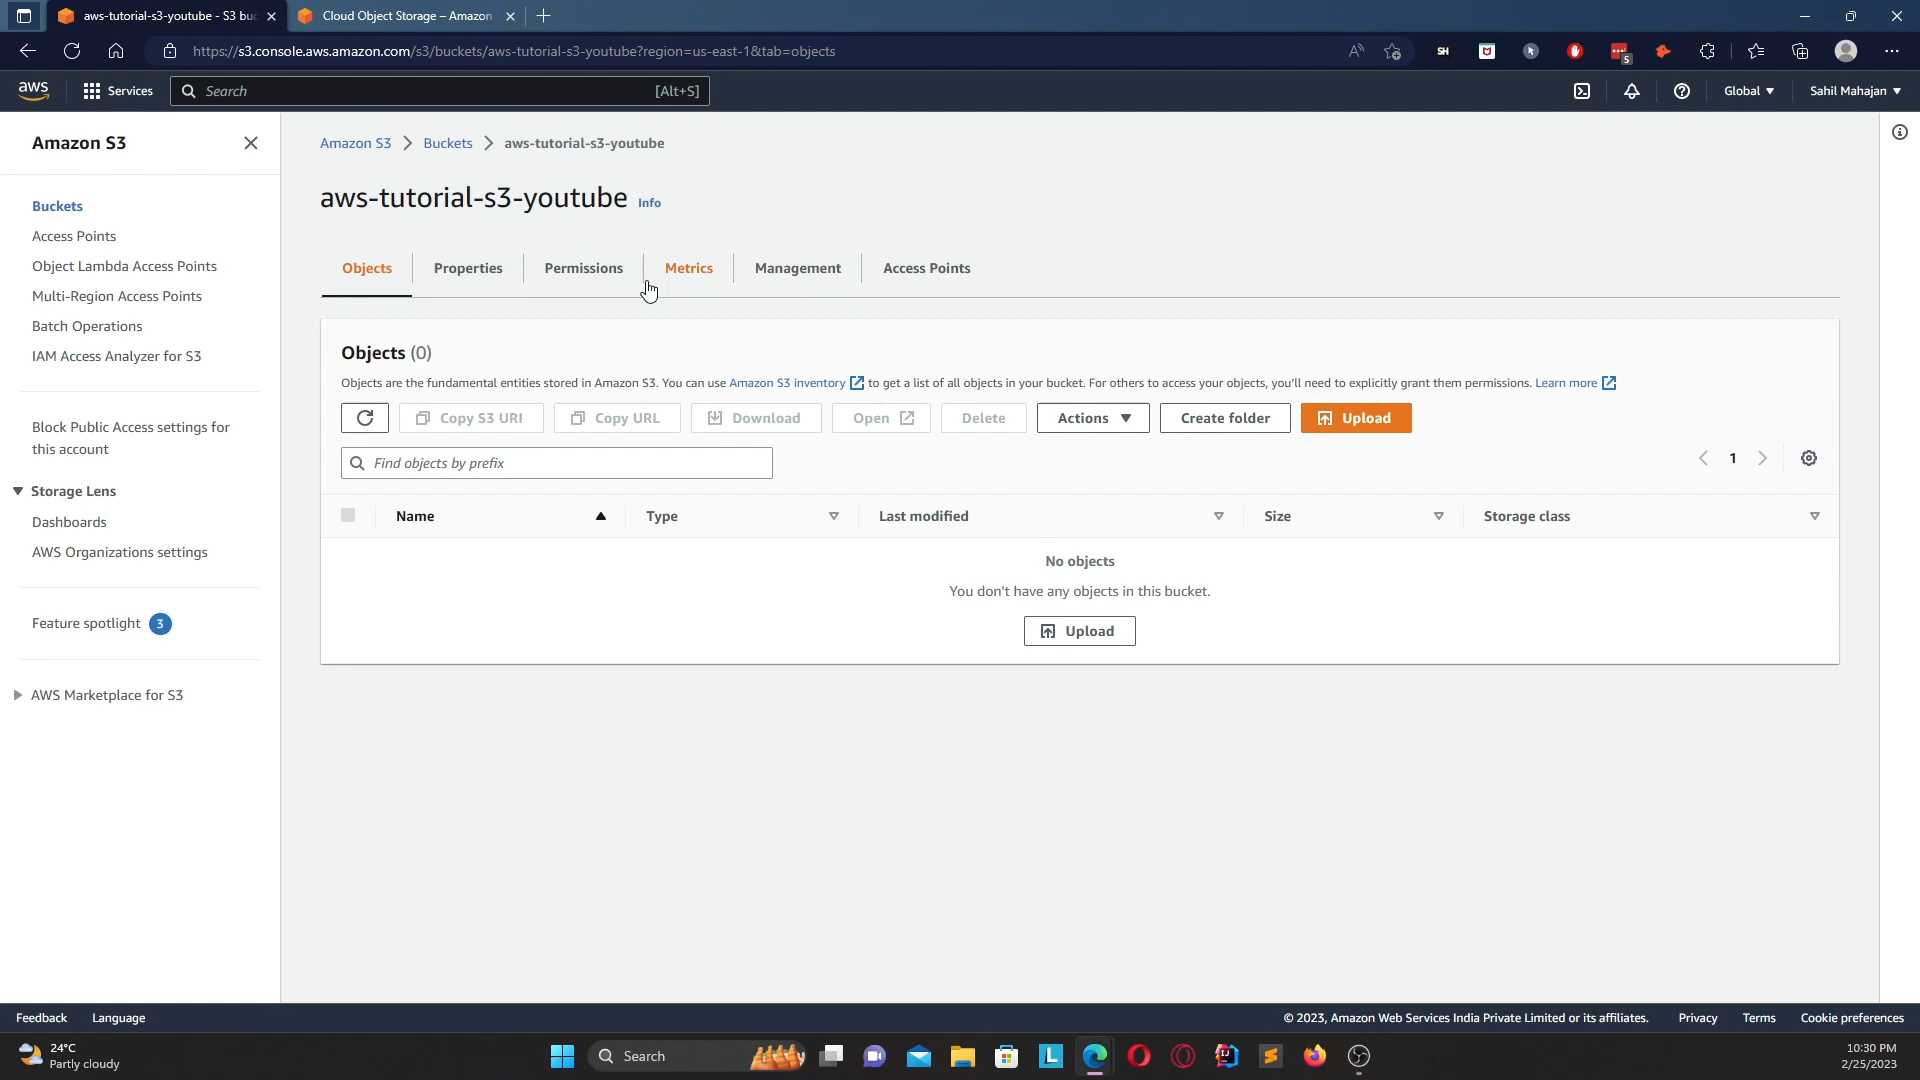 aws-tutorial-s3-youtube - S3 buc
Cloud Object Storage – Amazon
https://s3.console.aws.amazon.com/s3/buckets/aws-tutorial-s3-youtube?region=us-east-1&tab=objects
SH
5
aws
Services
Search
[Alt+S]
Global
Sahil Mahajan
Amazon S3
Buckets
Access Points
Object Lambda Access Points
Multi-Region Access Points
Batch Operations
IAM Access Analyzer for S3
Block Public Access settings for
this account
Storage Lens
Dashboards
AWS Organizations settings
Feature spotlight 3
AWS Marketplace for S3
Amazon S3 > Buckets > aws-tutorial-s3-youtube
aws-tutorial-s3-youtube Info
Objects Properties Permissions Metrics Management Access Points
Objects (0)
Objects are the fundamental entities stored in Amazon S3. You can use Amazon S3 inventory to get a list of all objects in your bucket. For others to access your objects, you'll need to explicitly grant them permissions. Learn more
Copy S3 URI Copy URL Download Open Delete Actions Create folder Upload
Find objects by prefix
1
Name Type Last modified Size Storage class
No objects
You don't have any objects in this bucket.
Upload
Feedback Language
© 2023, Amazon Web Services India Private Limited or its affiliates. Privacy Terms Cookie preferences
24°C
Partly cloudy
Search
L
IJ
10:30 PM
2/25/2023